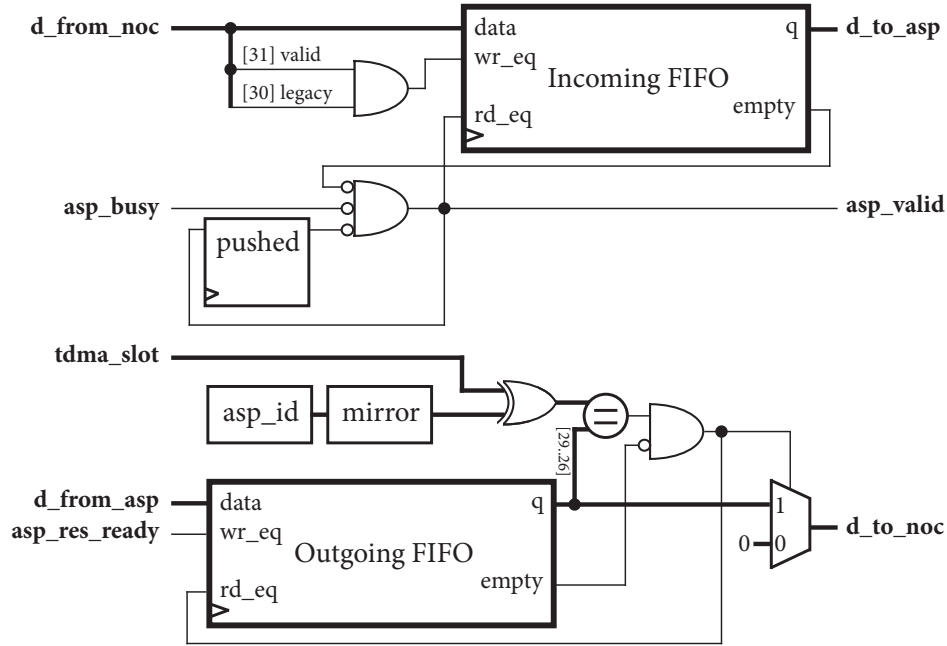 d_from_noc
[31] valid
[30] legacy
data
wr_eq
rd_eq
Incoming FIFO
q
empty
d_to_asp
asp_busy
pushed
asp_valid
tdma_slot
asp_id
mirror
=
[29..26]
d_from_asp
asp_res_ready
data
wr_eq
rd_eq
Outgoing FIFO
q
empty
1
0
0
d_to_noc